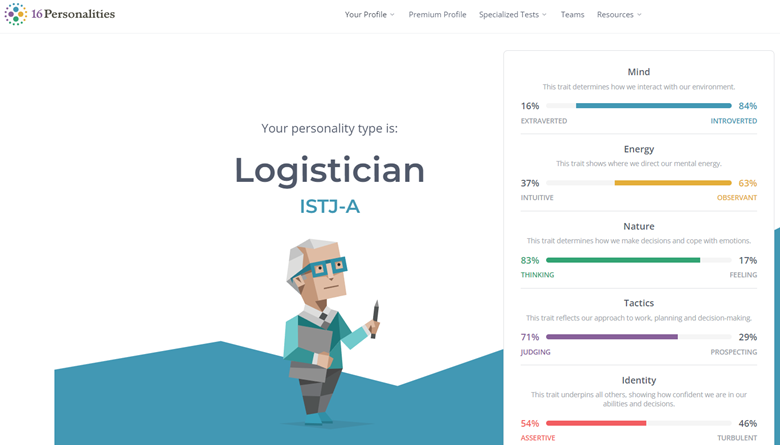 16Personalities
Your Profile
Premium Profile
Specialized Tests
Teams
Resources
Your personality type is:
Logistician
ISTJ-A
Mind
This trait determines how we interact with our environment.
16% 84%
EXTRAVERTED INTROVERTED
Energy
This trait shows where we direct our mental energy.
37% 63%
INTUITIVE OBSERVANT
Nature
This trait determines how we make decisions and cope with emotions.
83% 17%
THINKING FEELING
Tactics
This trait reflects our approach to work, planning and decision-making.
71% 29%
JUDGING PROSPECTING
Identity
This trait underpins all others, showing how confident we are in our
abilities and decisions.
54% 46%
ASSERTIVE TURBULENT